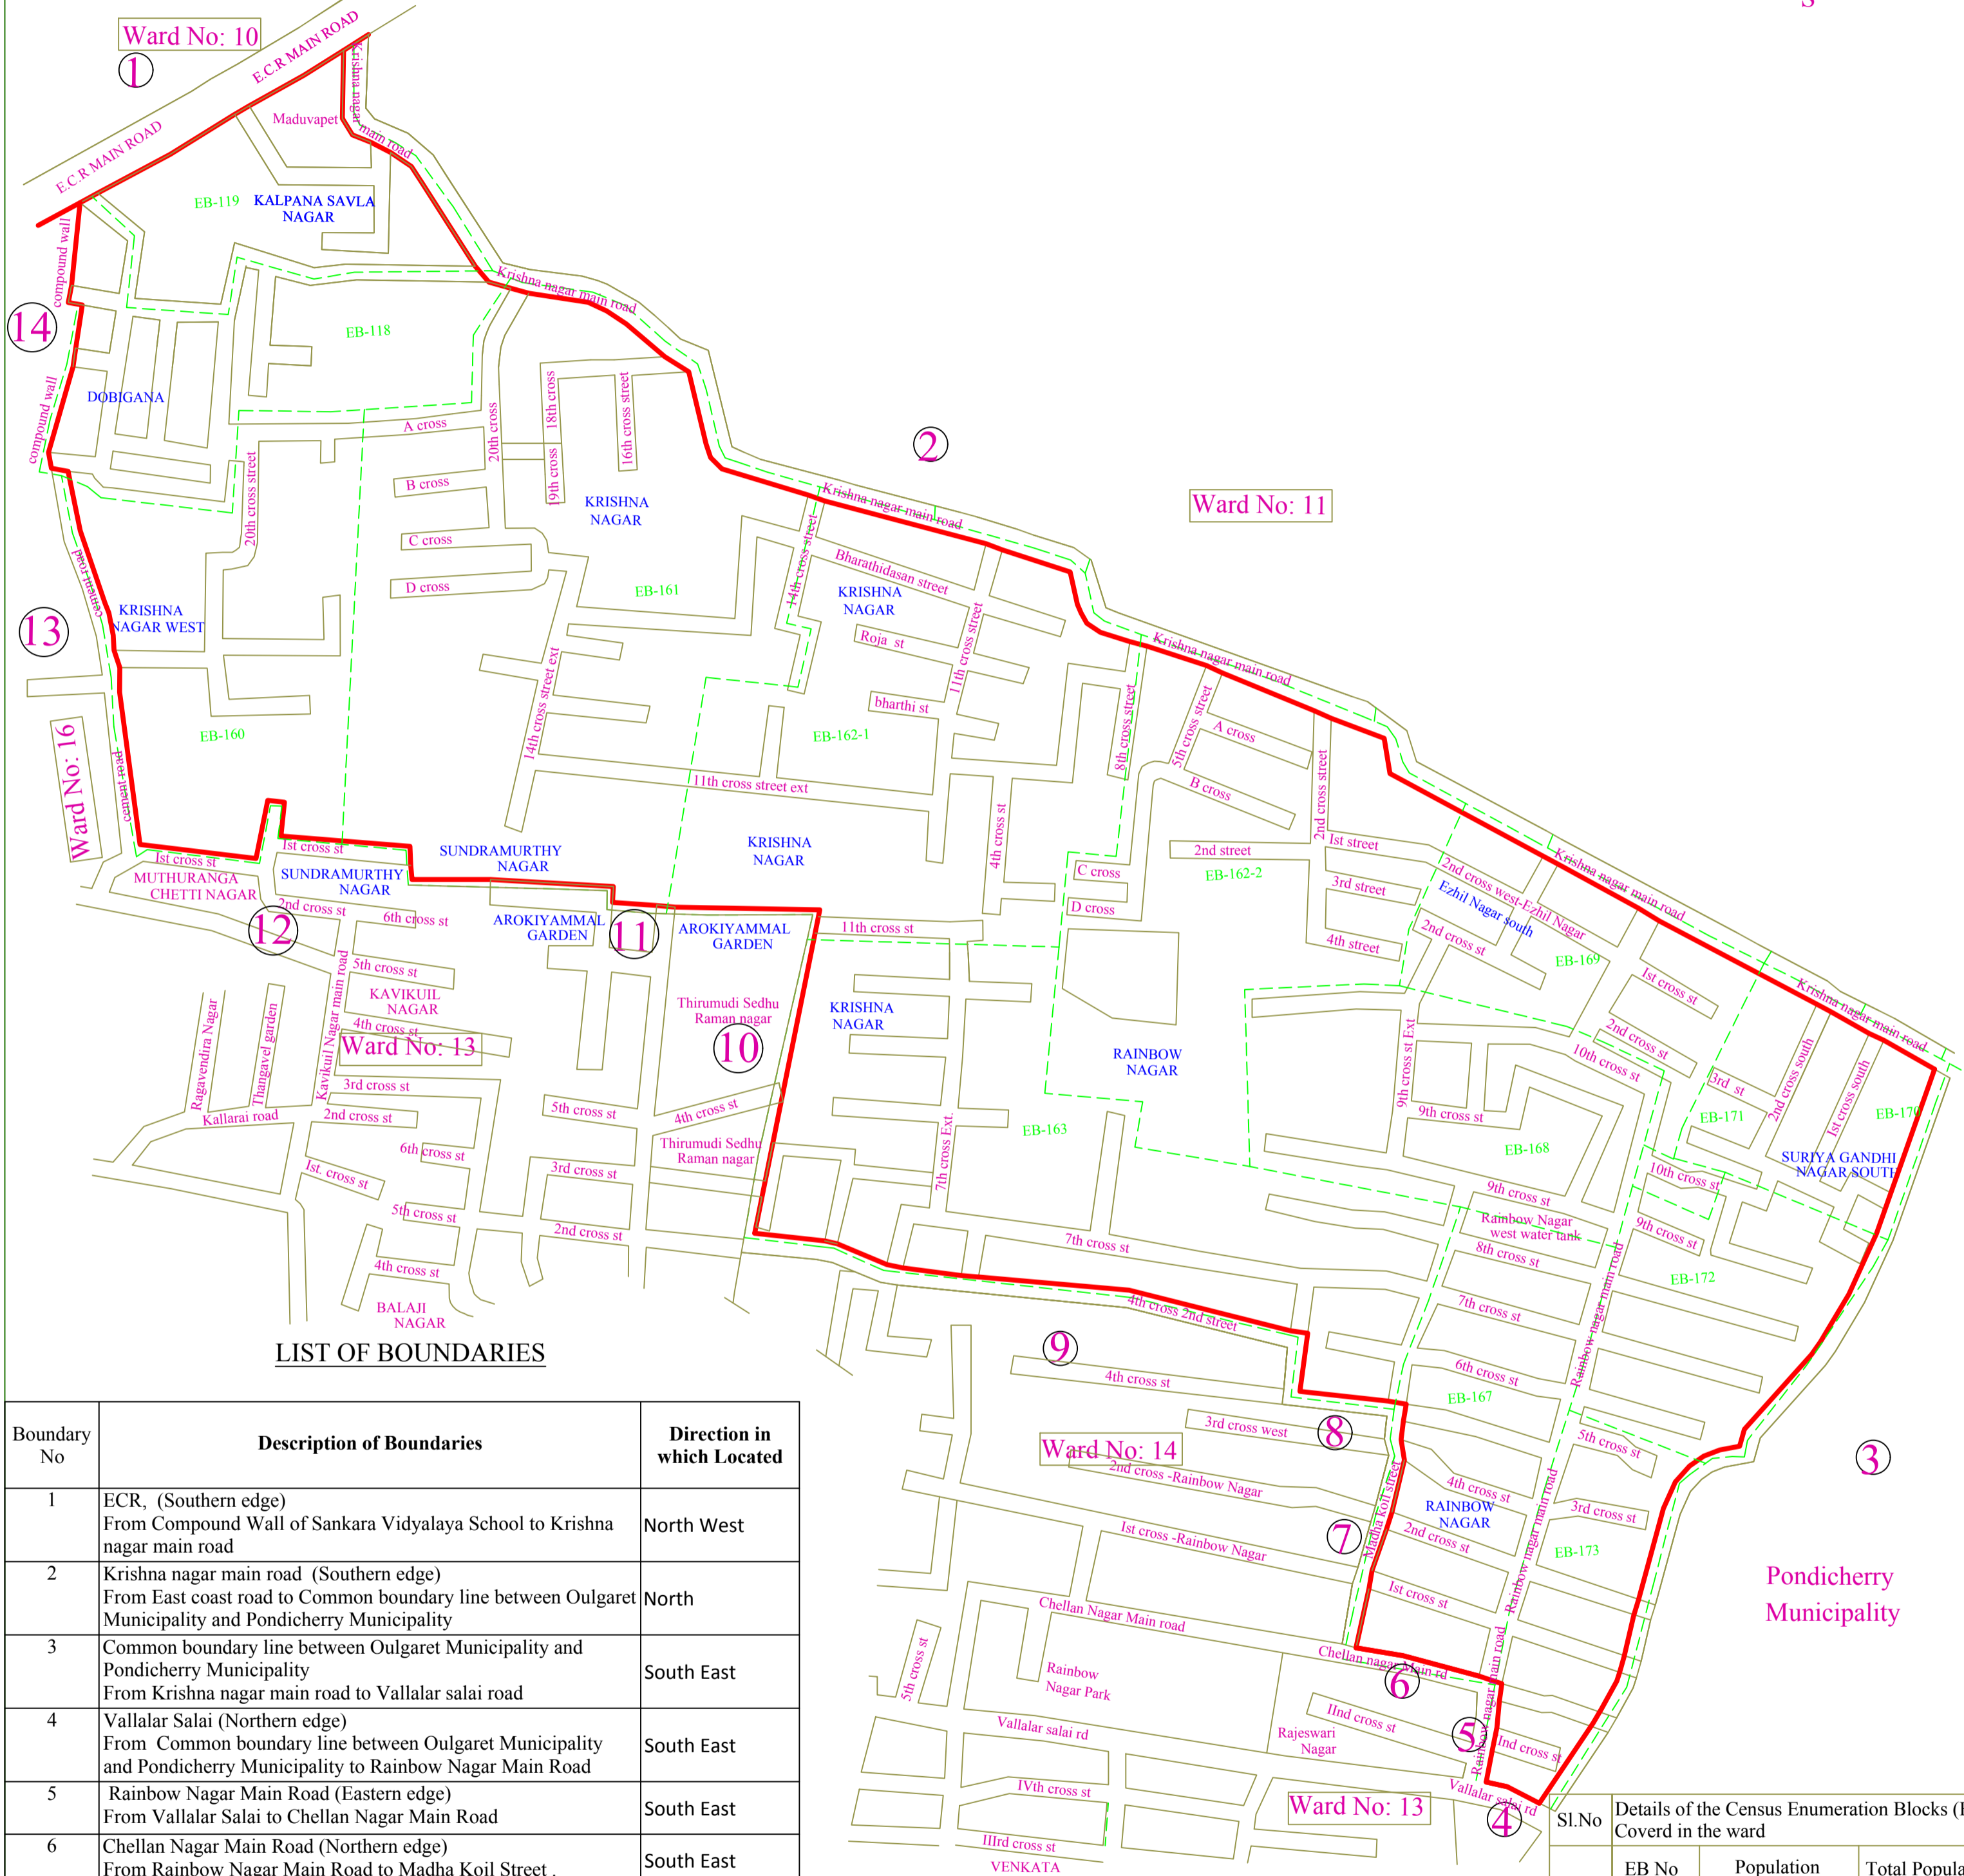 S
Ward No: 10
1
E.C.R MAIN ROAD
E.C.R MAIN ROAD
Krishna nagar
main road
Maduvapet
EB-119
KALPANA SAVLA
NAGAR
compound wall
14
compound wall
DOBIGANA
EB-118
Krishna nagar main road
A cross
20th cross
18th cross
19th cross
16th cross street
20th cross street
B cross
C cross
D cross
KRISHNA
NAGAR
2
Ward No: 11
Krishna nagar main road
14th cross street
Bharathidasan street
KRISHNA
NAGAR
EB-161
Roja st
11th cross street
bharthi st
EB-162-1
cement road
KRISHNA
NAGAR WEST
13
Ward No: 16
EB-160
cement road
14th cross street ext
11th cross street ext
Krishna nagar main road
8th cross street
5th cross street
A cross
B cross
2nd cross street
4th cross st
KRISHNA
NAGAR
Ist cross st
Ist cross st
MUTHURANGA
CHETTI NAGAR
SUNDRAMURTHY
NAGAR
SUNDRAMURTHY
NAGAR
2nd cross st
6th cross st
12
AROKIYAMMAL
GARDEN
11
AROKIYAMMAL
GARDEN
11th cross st
C cross
D cross
2nd street
EB-162-2
Ist street
3rd street
4th street
2nd cross west-Ezhil Nagar
Ezhil Nagar south
2nd cross st
EB-169
Krishna nagar main road
Ist cross st
2nd cross st
Krishna nagar main road
5th cross st
KAVIKUIL
NAGAR
4th cross st
Ward No: 13
Kavikuil Nagar main road
Ragavendira Nagar
Thangavel garden
Kallarai road
3rd cross st
2nd cross st
6th cross st
Ist. cross st
5th cross st
4th cross st
BALAJI
NAGAR
Thirumudi Sedhu
Raman nagar
10
KRISHNA
NAGAR
5th cross st
4th cross st
Thirumudi Sedhu
Raman nagar
3rd cross st
2nd cross st
7th cross Ext.
EB-163
RAINBOW
NAGAR
9th cross st Ext
10th cross st
9th cross st
EB-168
3rd st
EB-171
2nd cross south
Ist cross south
EB-170
SURIYA GANDHI
NAGAR SOUTH
10th cross st
9th cross st
Rainbow Nagar
west water tank
9th cross st
8th cross st
EB-172
7th cross st
7th cross st
4th cross 2nd street
Rainbow nagar main road
6th cross st
EB-167
9
4th cross st
3rd cross west
8
Ward No: 14
2nd cross -Rainbow Nagar
Ist cross -Rainbow Nagar
7
Madha koil street
5th cross st
4th cross st
RAINBOW
NAGAR
3rd cross st
2nd cross st
Rainbow nagar main road
EB-173
3
Pondicherry
Municipality
Ist cross st
Chellan Nagar Main road
Chellan nagar Main rd
6
Rainbow nagar main road
5th cross st
Rainbow
Nagar Park
Vallalar salai rd
IInd cross st
Rajeswari
Nagar
5
Ind cross st
Vallalar salai rd
4
IVth cross st
Ward No: 13
IIIrd cross st
VENKATA
LIST OF BOUNDARIES
Boundary No Description of Boundaries Direction in which Located
1 ECR, (Southern edge)
From Compound Wall of Sankara Vidyalaya School to Krishna
nagar main road
North West
2 Krishna nagar main road (Southern edge)
From East coast road to Common boundary line between Oulgaret
Municipality and Pondicherry Municipality
North
3 Common boundary line between Oulgaret Municipality and
Pondicherry Municipality
From Krishna nagar main road to Vallalar salai road
South East
4 Vallalar Salai (Northern edge)
From Common boundary line between Oulgaret Municipality
and Pondicherry Municipality to Rainbow Nagar Main Road
South East
5 Rainbow Nagar Main Road (Eastern edge)
From Vallalar Salai to Chellan Nagar Main Road
South East
6 Chellan Nagar Main Road (Northern edge)
From Rainbow Nagar Main Road to Madha Koil Street .
South East
Sl.No Details of the Census Enumeration Blocks (
Coverd in the ward
EB No Population Total Popula